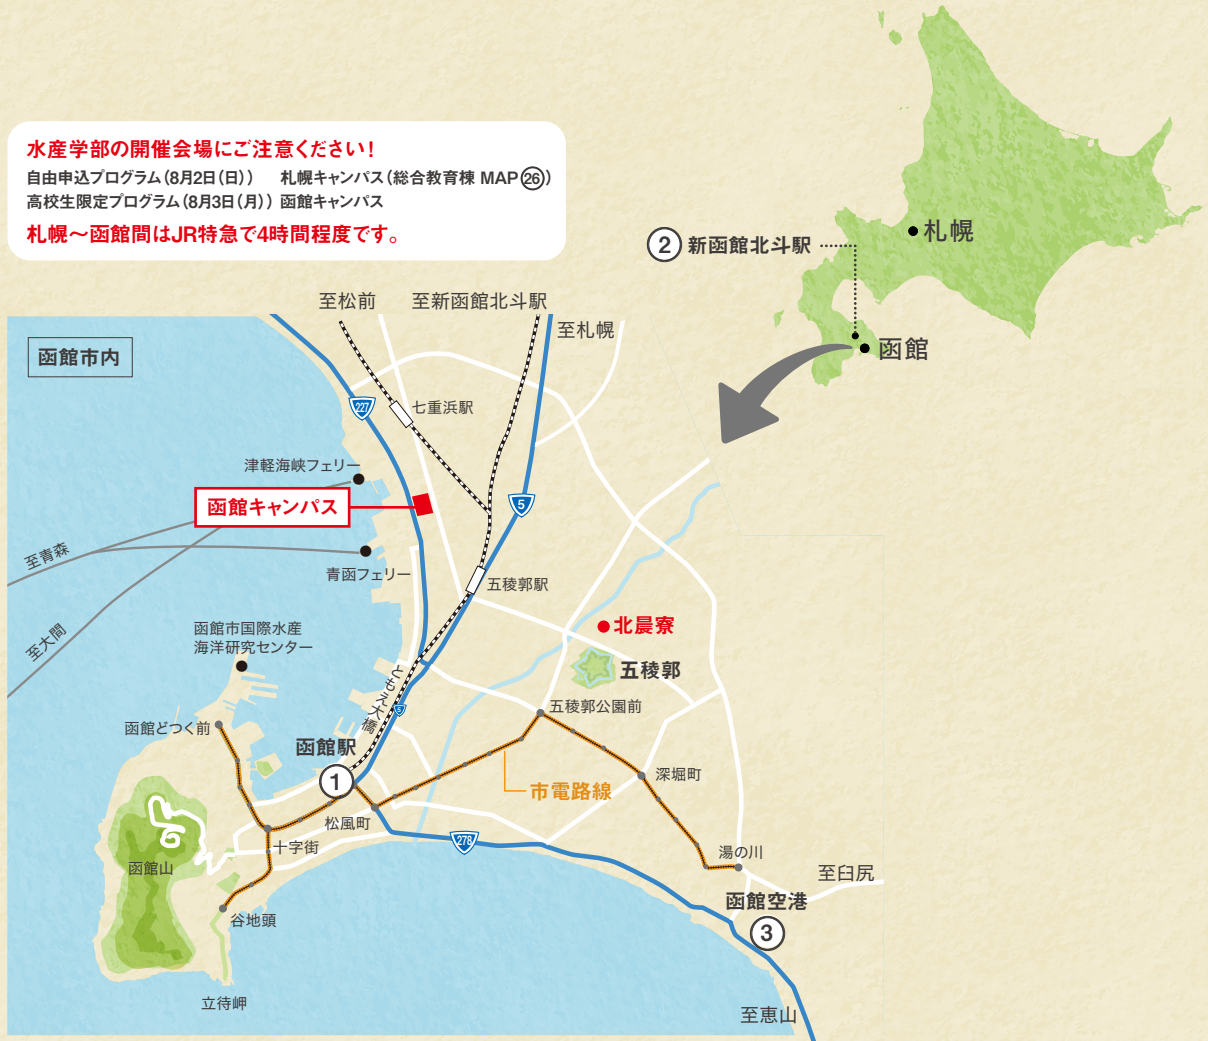 水産学部の開催会場にご注意ください!
自由申込プログラム(8月2日(日)) 札幌キャンパス(総合教育棟 MAP㉖)
高校生限定プログラム(8月3日(月)) 函館キャンパス
札幌〜函館間はJR特急で4時間程度です。
札幌
② 新函館北斗駅
函館
函館市内
至松前
至新函館北斗駅
至札幌
227
七重浜駅
津軽海峡フェリー
函館キャンパス
5
至青森
青函フェリー
五稜郭駅
至大間
函館市国際水産
海洋研究センター
北晨寮
五稜郭
ともえ大橋
5
五稜郭公園前
函館どつく前
函館駅
①
市電路線
深堀町
松風町
十字街
278
湯の川
至臼尻
函館山
函館空港
③
谷地頭
立待岬
至恵山